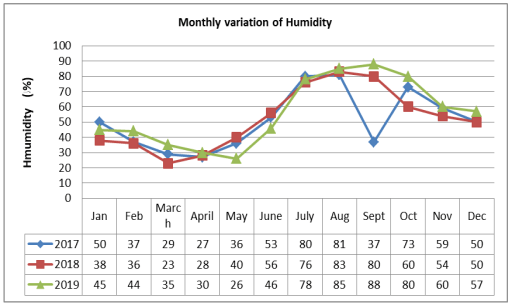 Monthly variation of Humidity
Hmumidity (.%)
100
90
80
70
60
50
40
30
20
10
0
Jan Feb Marc h April May June July Aug Sept Oct Nov Dec
2017 50 37 29 27 36 53 80 81 37 73 59 50
2018 38 36 23 28 40 56 76 83 80 60 54 50
2019 45 44 35 30 26 46 78 85 88 80 60 57